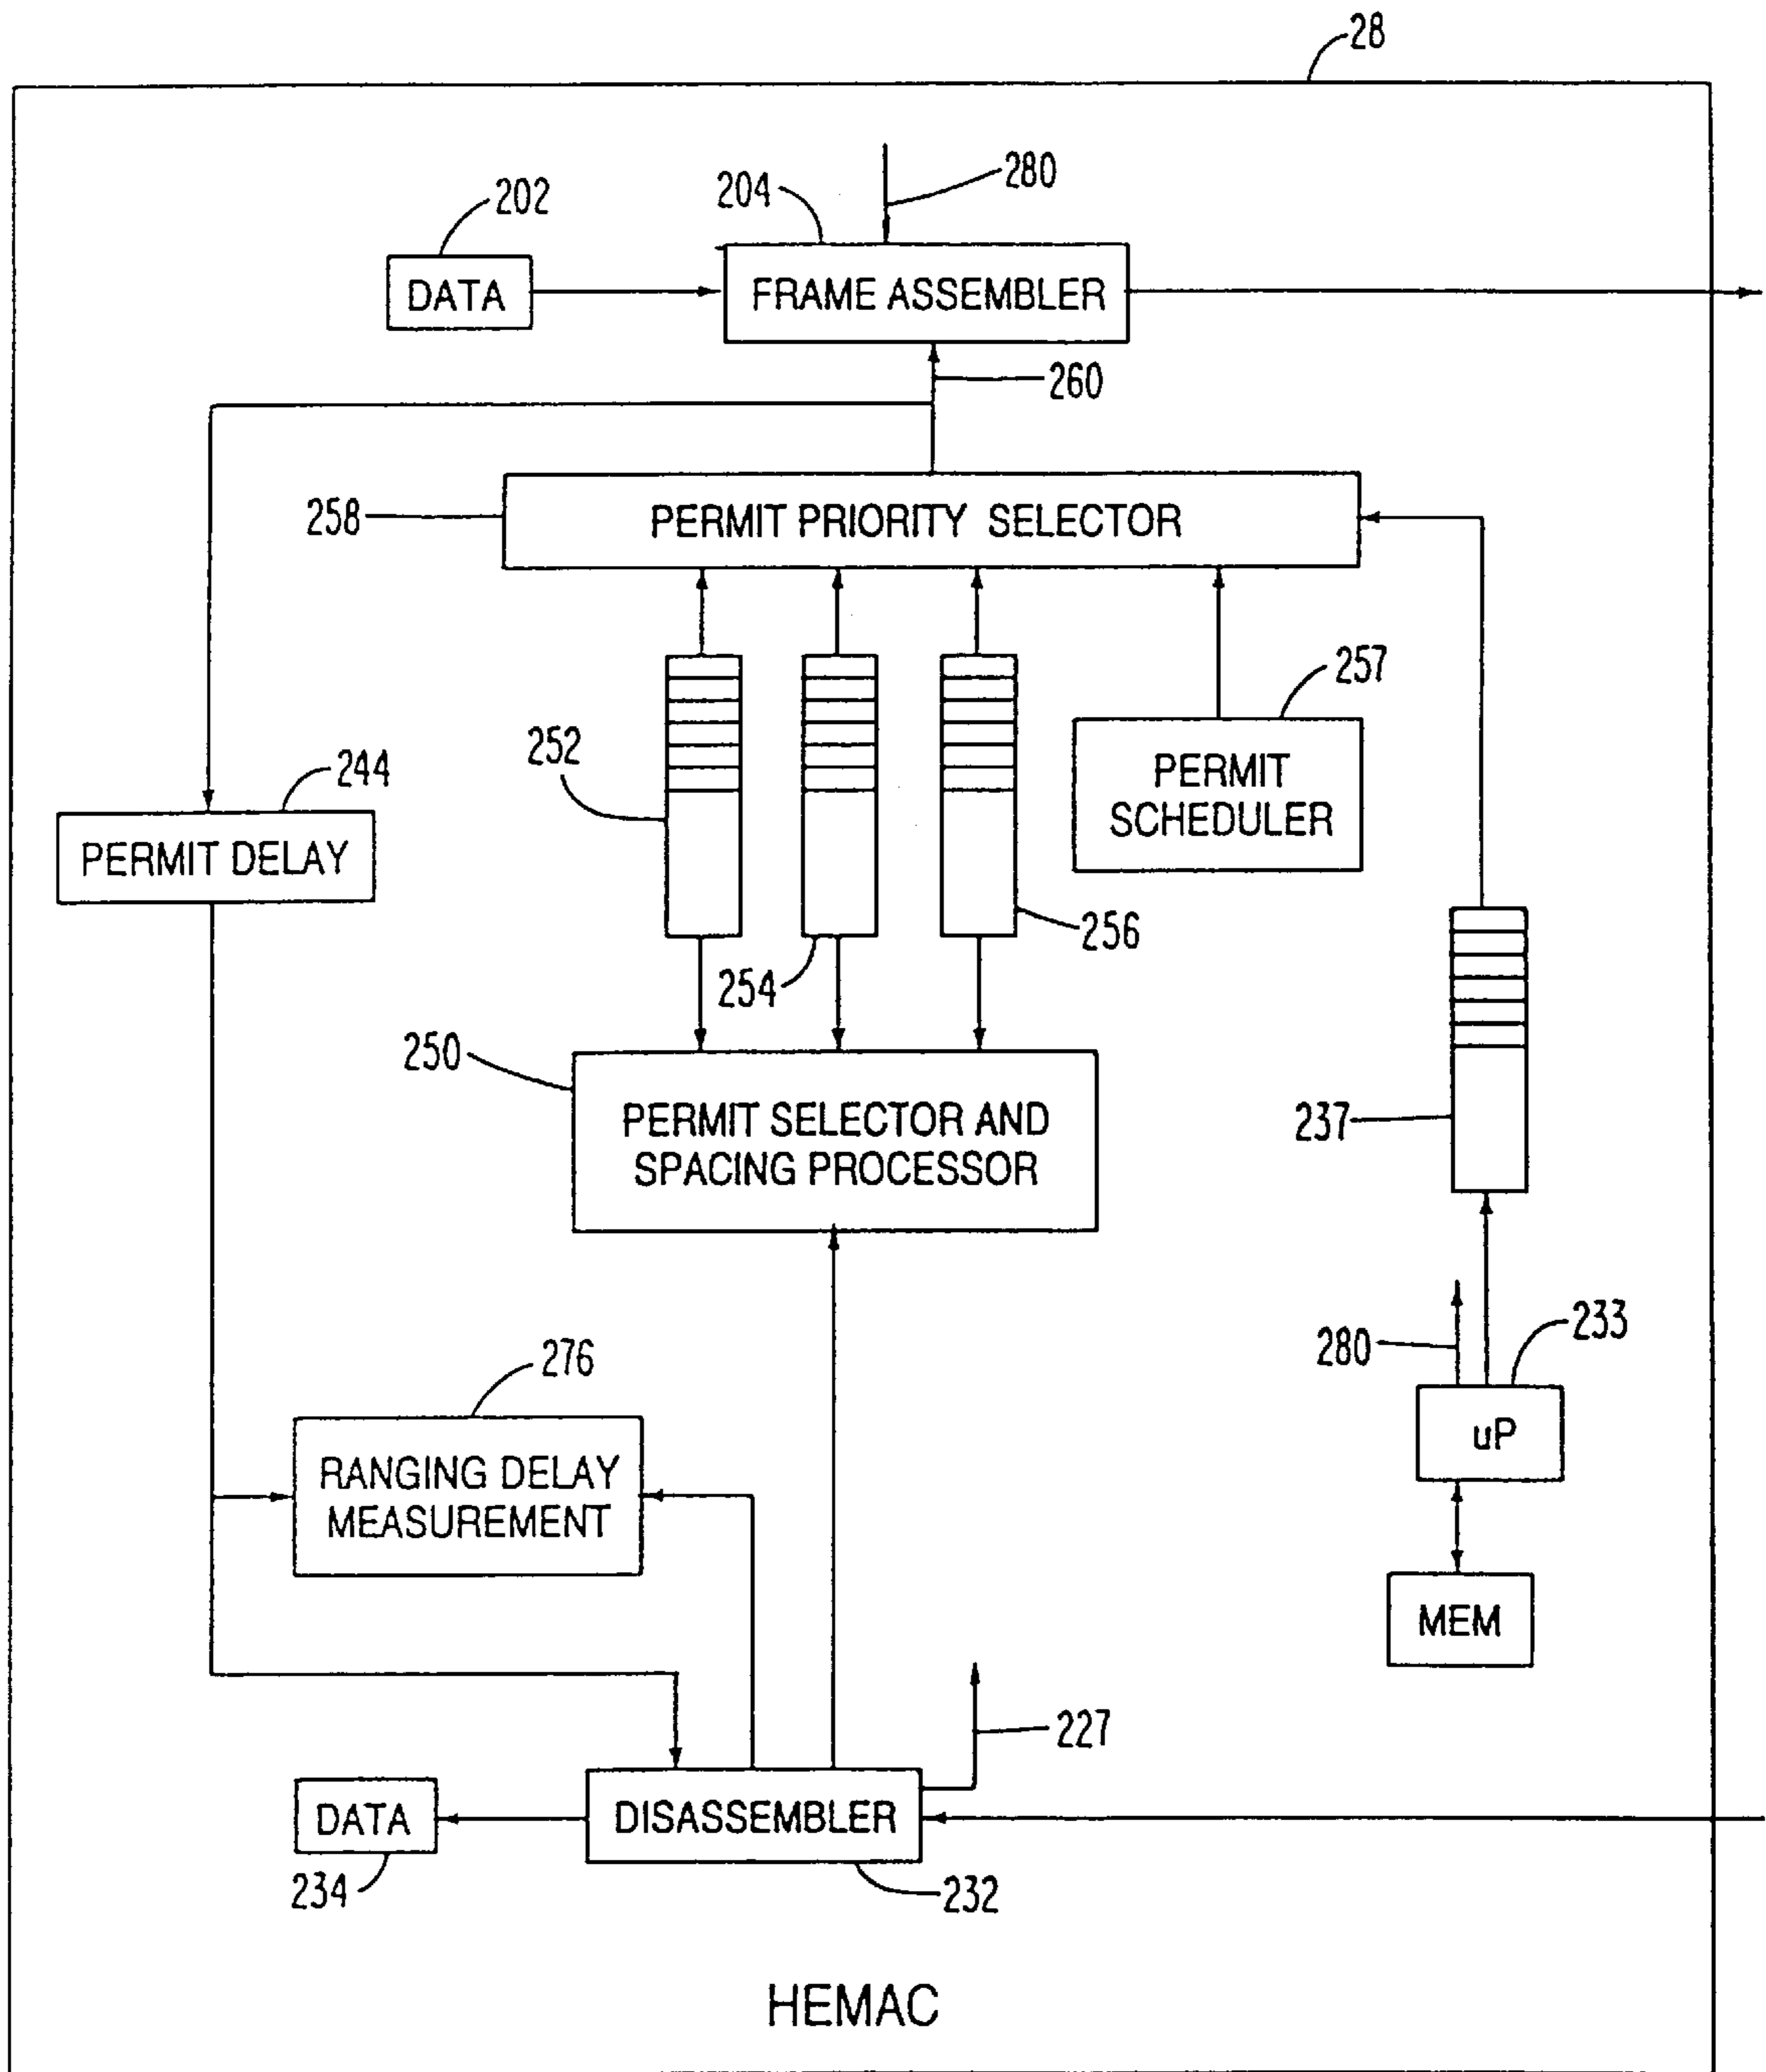 28
280
204
202
DATA
FRAME ASSEMBLER
260
258
PERMIT PRIORITY SELECTOR
257
252
PERMIT
SCHEDULER
244
PERMIT DELAY
256
254
250
PERMIT SELECTOR AND
SPACING PROCESSOR
237
280
233
uP
276
RANGING DELAY
MEASUREMENT
MEM
227
DATA
DISASSEMBLER
234
232
HEMAC